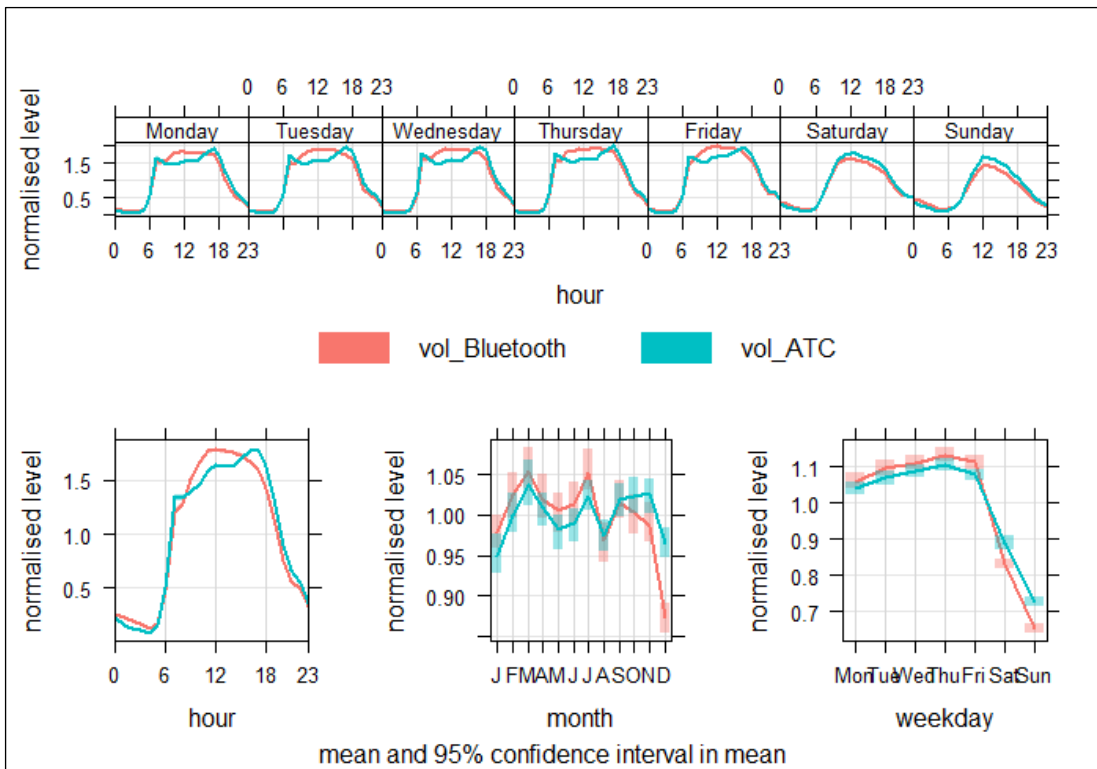 0 6 12 18 23 0 6 12 18 23 0 6 12 18 23
Monday Tuesday Wednesday Thursday Friday Saturday Sunday
normalised level
1.5
0.5
0 6 12 18 23 0 6 12 18 23 0 6 12 18 23 0 6 12 18 23
hour
vol_Bluetooth vol_ATC
normalised level
1.5
1.0
0.5
0 6 12 18 23
hour
normalised level
1.05
1.00
0.95
0.90
J F M A M J J A S O N D
month
normalised level
1.1
1.0
0.9
0.8
0.7
Mon Tue Wed Thu Fri Sat Sun
weekday
mean and 95% confidence interval in mean